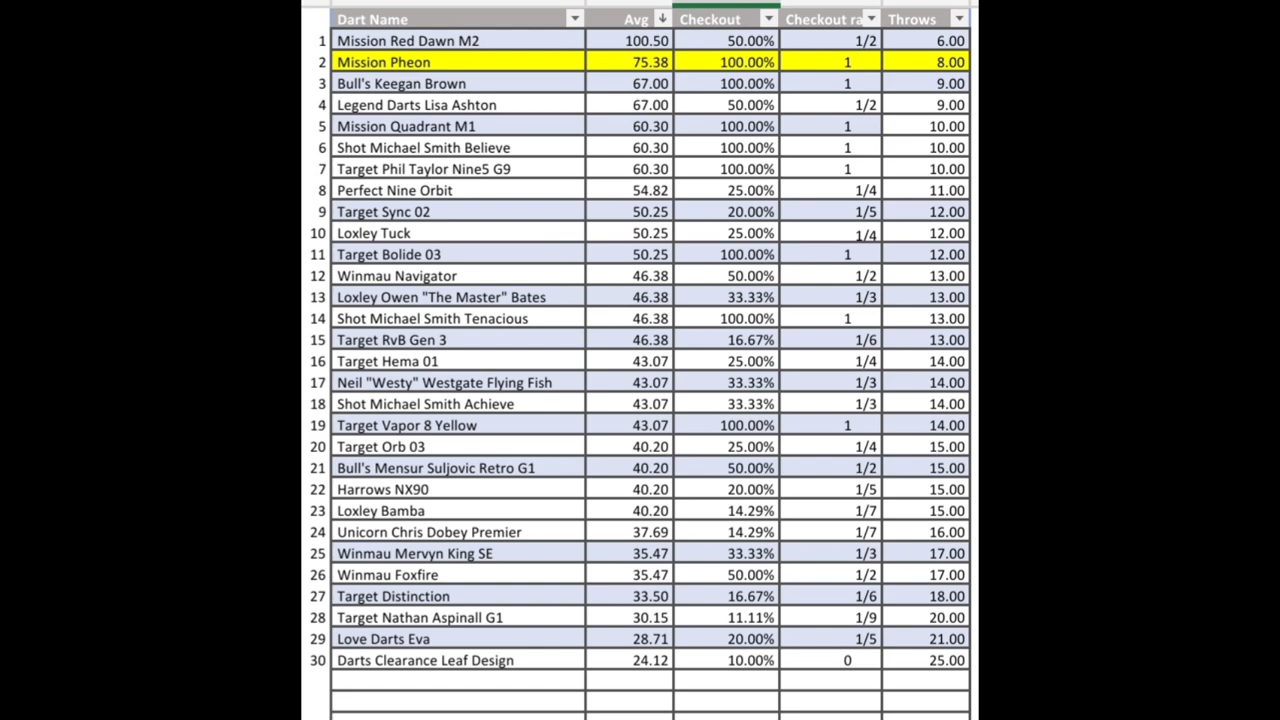 Dart Name Avg Checkout Checkout ra Throws
1 Mission Red Dawn M2 100.50 50.00% 1/2 6.00
2 Mission Pheon 75.38 100.00% 1 8.00
3 Bull's Keegan Brown 67.00 100.00% 1 9.00
4 Legend Darts Lisa Ashton 67.00 50.00% 1/2 9.00
5 Mission Quadrant M1 60.30 100.00% 1 10.00
6 Shot Michael Smith Believe 60.30 100.00% 1 10.00
7 Target Phil Taylor Nine5 G9 60.30 100.00% 1 10.00
8 Perfect Nine Orbit 54.82 25.00% 1/4 11.00
9 Target Sync 02 50.25 20.00% 1/5 12.00
10 Loxley Tuck 50.25 25.00% 1/4 12.00
11 Target Bolide 03 50.25 100.00% 1 12.00
12 Winmau Navigator 46.38 50.00% 1/2 13.00
13 Loxley Owen "The Master" Bates 46.38 33.33% 1/3 13.00
14 Shot Michael Smith Tenacious 46.38 100.00% 1 13.00
15 Target RvB Gen 3 46.38 16.67% 1/6 13.00
16 Target Hema 01 43.07 25.00% 1/4 14.00
17 Neil "Westy" Westgate Flying Fish 43.07 33.33% 1/3 14.00
18 Shot Michael Smith Achieve 43.07 33.33% 1/3 14.00
19 Target Vapor 8 Yellow 43.07 100.00% 1 14.00
20 Target Orb 03 40.20 25.00% 1/4 15.00
21 Bull's Mensur Suljovic Retro G1 40.20 50.00% 1/2 15.00
22 Harrows NX90 40.20 20.00% 1/5 15.00
23 Loxley Bamba 40.20 14.29% 1/7 15.00
24 Unicorn Chris Dobey Premier 37.69 14.29% 1/7 16.00
25 Winmau Mervyn King SE 35.47 33.33% 1/3 17.00
26 Winmau Foxfire 35.47 50.00% 1/2 17.00
27 Target Distinction 33.50 16.67% 1/6 18.00
28 Target Nathan Aspinall G1 30.15 11.11% 1/9 20.00
29 Love Darts Eva 28.71 20.00% 1/5 21.00
30 Darts Clearance Leaf Design 24.12 10.00% 0 25.00